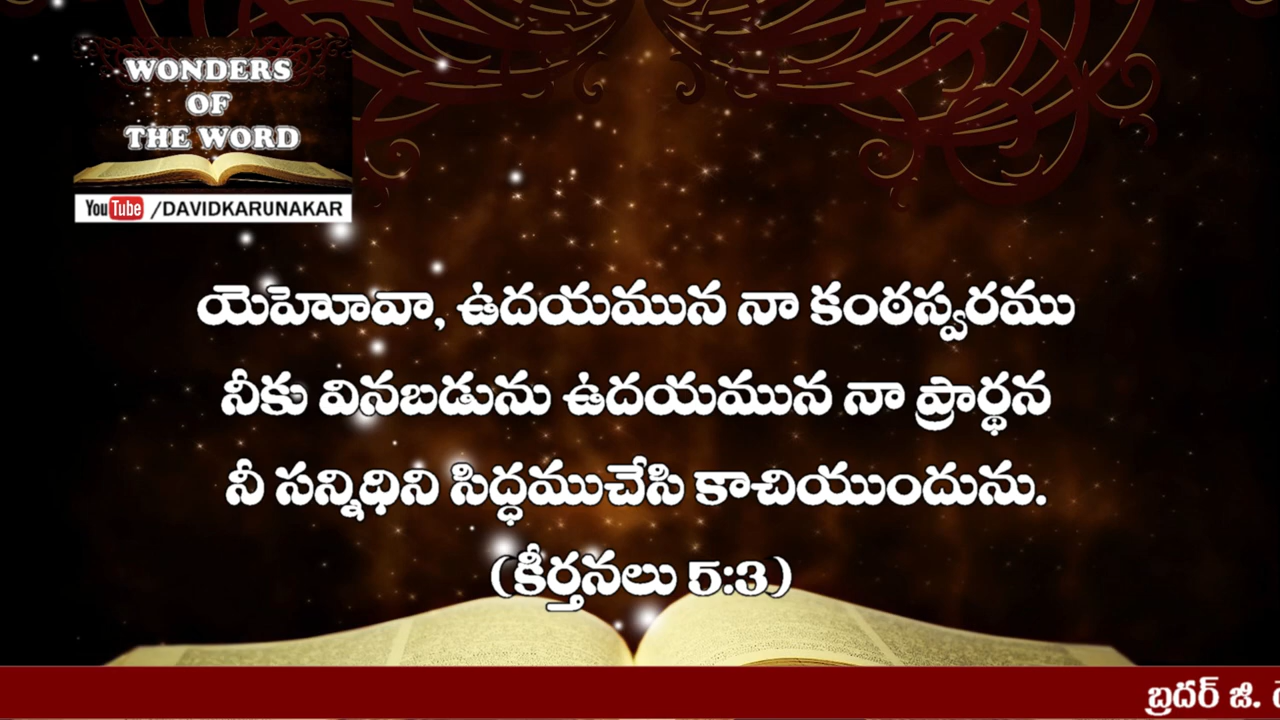 WONDERS
OF
THE WORD
YouTube /DAVIDKARUNAKAR
యెహోవా, ఉదయమున నా కంఠస్వరము
నీకు వినబడును ఉదయమున నా ప్రార్థన
నీ సన్నిధిని సిద్ధముచేసి కాచియుందును.
(కీర్తనలు 5:3)
బ్రదర్ జి.